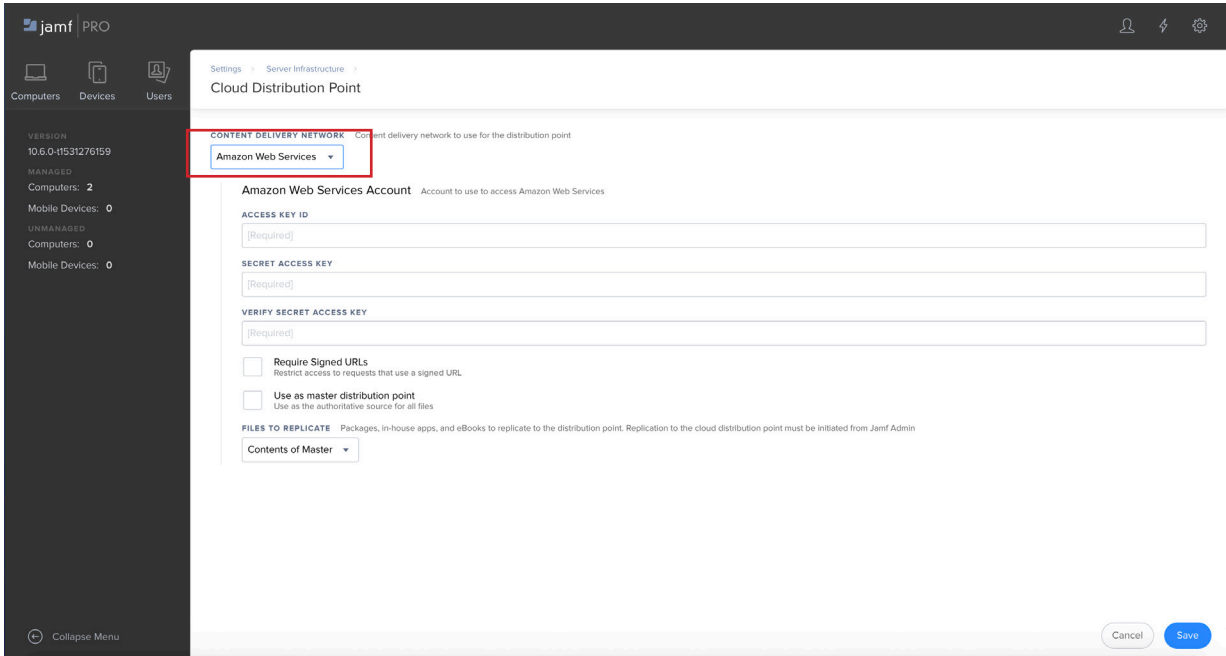 jamf PRO
Computers Devices Users
VERSION
10.6.0-t1531276159
MANAGED
Computers: 2
Mobile Devices: 0
UNMANAGED
Computers: 0
Mobile Devices: 0
Collapse Menu
Settings > Server Infrastructure >
Cloud Distribution Point
CONTENT DELIVERY NETWORK Content delivery network to use for the distribution point
Amazon Web Services
Amazon Web Services Account Account to use to access Amazon Web Services
ACCESS KEY ID
[Required]
SECRET ACCESS KEY
[Required]
VERIFY SECRET ACCESS KEY
[Required]
Require Signed URLs
Restrict access to requests that use a signed URL
Use as master distribution point
Use as the authoritative source for all files
FILES TO REPLICATE Packages, in-house apps, and eBooks to replicate to the distribution point. Replication to the cloud distribution point must be initiated from Jamf Admin
Contents of Master
Cancel Save